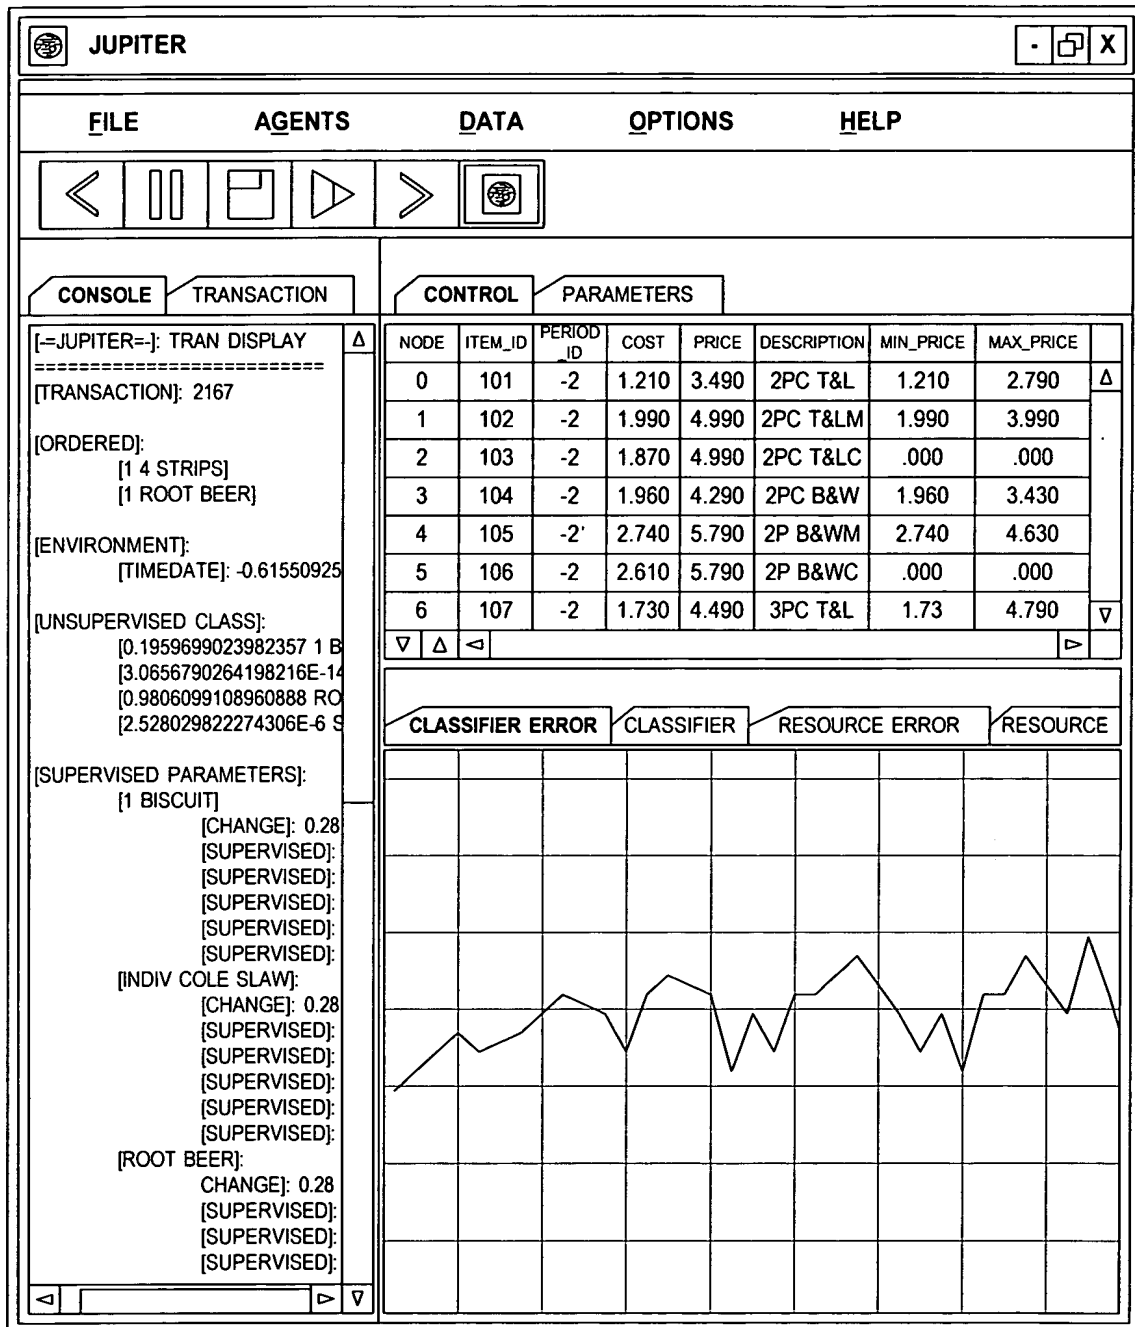 JUPITER
- X
FILE AGENTS DATA OPTIONS HELP
CONSOLE TRANSACTION
[-=JUPITER=-]: TRAN DISPLAY
============================
[TRANSACTION]: 2167
[ORDERED]:
[1 4 STRIPS]
[1 ROOT BEER]
[ENVIRONMENT]:
[TIMEDATE]: -0.61550925
[UNSUPERVISED CLASS]:
[0.1959699023982357 1 B
[3.0656790264198216E-14
[0.9806099108960888 RO
[2.528029822274306E-6 S
[SUPERVISED PARAMETERS]:
[1 BISCUIT]
[CHANGE]: 0.28
[SUPERVISED]:
[SUPERVISED]:
[SUPERVISED]:
[SUPERVISED]:
[SUPERVISED]:
[INDIV COLE SLAW]:
[CHANGE]: 0.28
[SUPERVISED]:
[SUPERVISED]:
[SUPERVISED]:
[SUPERVISED]:
[SUPERVISED]:
[ROOT BEER]:
CHANGE]: 0.28
[SUPERVISED]:
[SUPERVISED]:
[SUPERVISED]:
CONTROL PARAMETERS
NODE ITEM_ID PERIOD_ID COST PRICE DESCRIPTION MIN_PRICE MAX_PRICE
0 101 -2 1.210 3.490 2PC T&L 1.210 2.790
1 102 -2 1.990 4.990 2PC T&LM 1.990 3.990
2 103 -2 1.870 4.990 2PC T&LC .000 .000
3 104 -2 1.960 4.290 2PC B&W 1.960 3.430
4 105 -2 2.740 5.790 2P B&WM 2.740 4.630
5 106 -2 2.610 5.790 2P B&WC .000 .000
6 107 -2 1.730 4.490 3PC T&L 1.73 4.790
CLASSIFIER ERROR CLASSIFIER RESOURCE ERROR RESOURCE